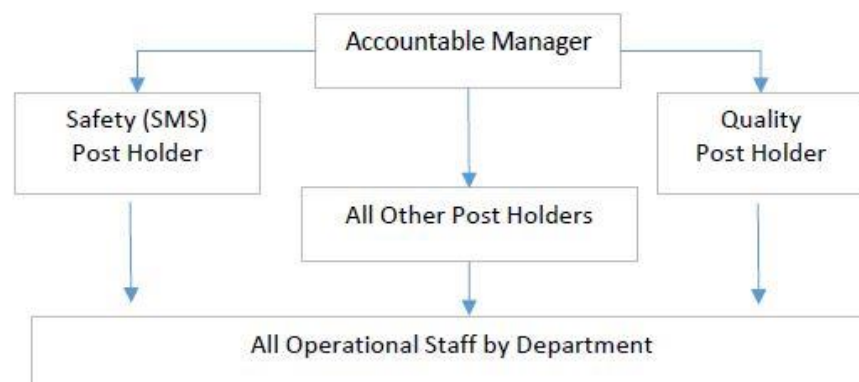 Accountable Manager
Safety (SMS)
Post Holder
Quality
Post Holder
All Other Post Holders
All Operational Staff by Department